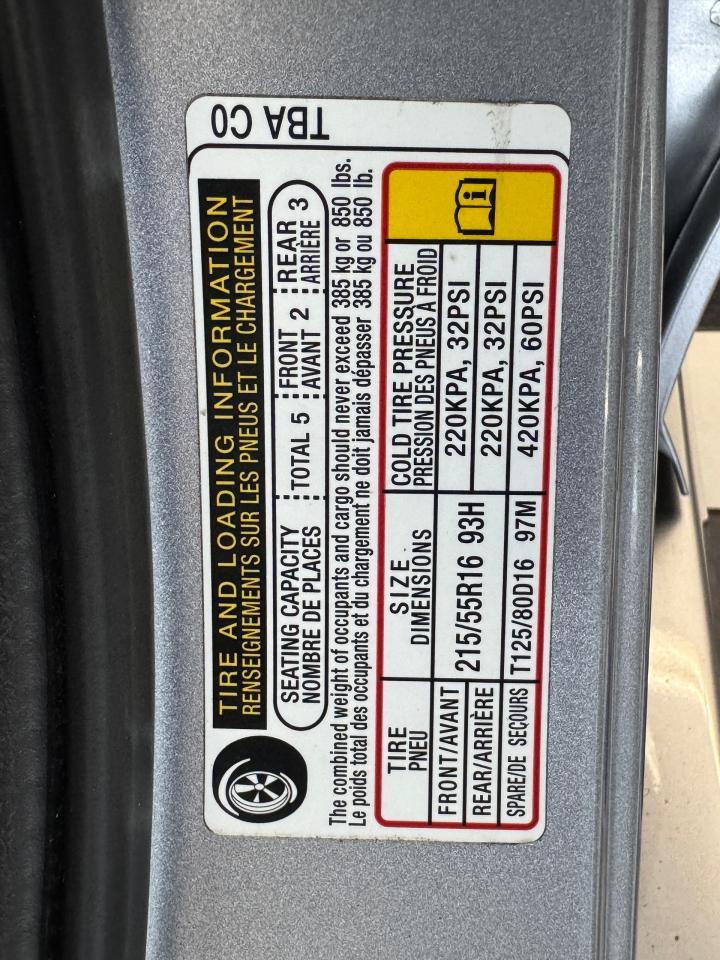 TBA C0
TIRE AND LOADING INFORMATION
RENSEIGNEMENTS SUR LES PNEUS ET LE CHARGEMENT
SEATING CAPACITY TOTAL 5 FRONT 2 REAR 3
NOMBRE DE PLACES AVANT ARRIÈRE
The combined weight of occupants and cargo should never exceed 385 kg or 850 lbs.
Le poids total des occupants et du chargement ne doit jamais dépasser 385 kg ou 850 lb.
TIRE SIZE COLD TIRE PRESSURE
PNEU DIMENSIONS PRESSION DES PNEUS À FROID
FRONT/AVANT 215/55R16 93H 220KPA, 32PSI
REAR/ARRIÈRE 220KPA, 32PSI
SPARE/DE SECOURS T125/80D16 97M 420KPA, 60PSI